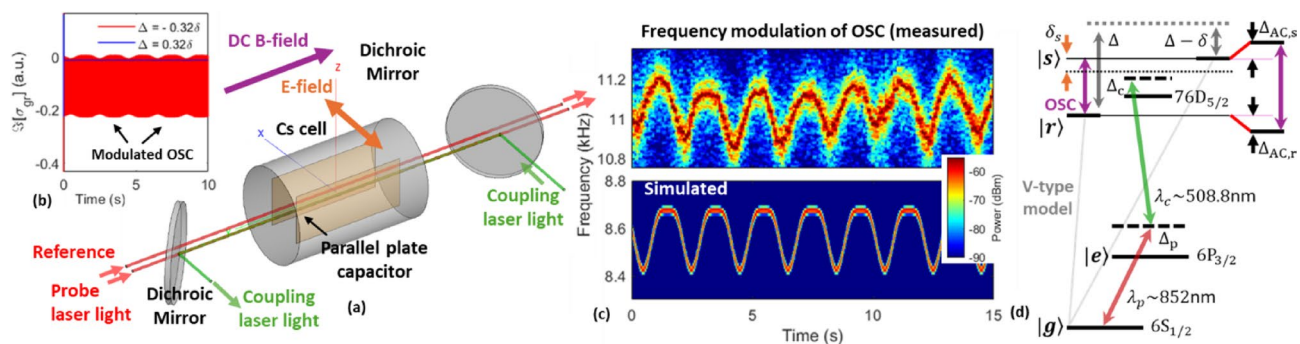 Δ = - 0.32δ
Δ = 0.32δ
ℑ[σgr] (a.u.)
0
-0.2
-0.4
Modulated OSC
0
5
10
Time (s)
(b)
DC B-field
Dichroic
Mirror
E-field
z
x
Cs cell
Coupling
laser light
Parallel plate
capacitor
Reference
Probe
laser light
Dichroic
Mirror
Coupling
laser light
(a)
Frequency modulation of OSC (measured)
Frequency (kHz)
11.2
11.0
10.8
8.8
Simulated
8.6
8.4
-60
-70
-80
-90
Power (dBm)
0
5
10
15
Time (s)
(c)
δs
Δ
Δ − δ
ΔAC,s
|s⟩
Δc
76D5/2
OSC
|r⟩
ΔAC,r
V-type
model
λc~508.8nm
Δp
|e⟩
6P3/2
λp~852nm
(d)
|g⟩
6S1/2